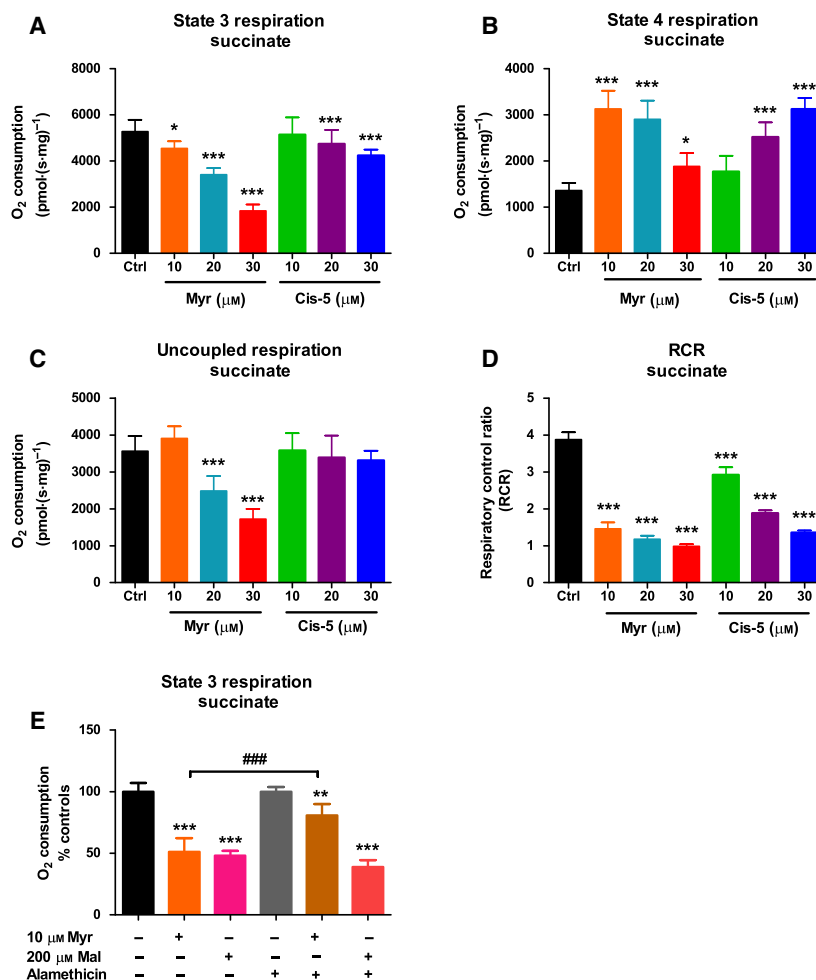 A
State 3 respiration
succinate
O₂ consumption
(pmol·(s·mg)⁻¹
8000
6000
4000
2000
0
* *** *** *** ***
Ctrl 10 20 30 10 20 30
Myr (μM) Cis-5 (μM)
B
State 4 respiration
succinate
O₂ consumption
(pmol·(s·mg)⁻¹
4000
3000
2000
1000
0
*** *** * *** ***
Ctrl 10 20 30 10 20 30
Myr (μM) Cis-5 (μM)
C
Uncoupled respiration
succinate
O₂ consumption
(pmol·(s·mg)⁻¹
5000
4000
3000
2000
1000
0
*** ***
Ctrl 10 20 30 10 20 30
Myr (μM) Cis-5 (μM)
D
RCR
succinate
Respiratory control ratio
(RCR)
5
4
3
2
1
0
*** *** *** *** *** ***
Ctrl 10 20 30 10 20 30
Myr (μM) Cis-5 (μM)
E
State 3 respiration
succinate
O₂ consumption
% controls
150
100
50
0
###
*** *** ** ***
10 μM Myr – + – – + –
200 μM Mal – – + – – +
Alamethicin – – – + + +